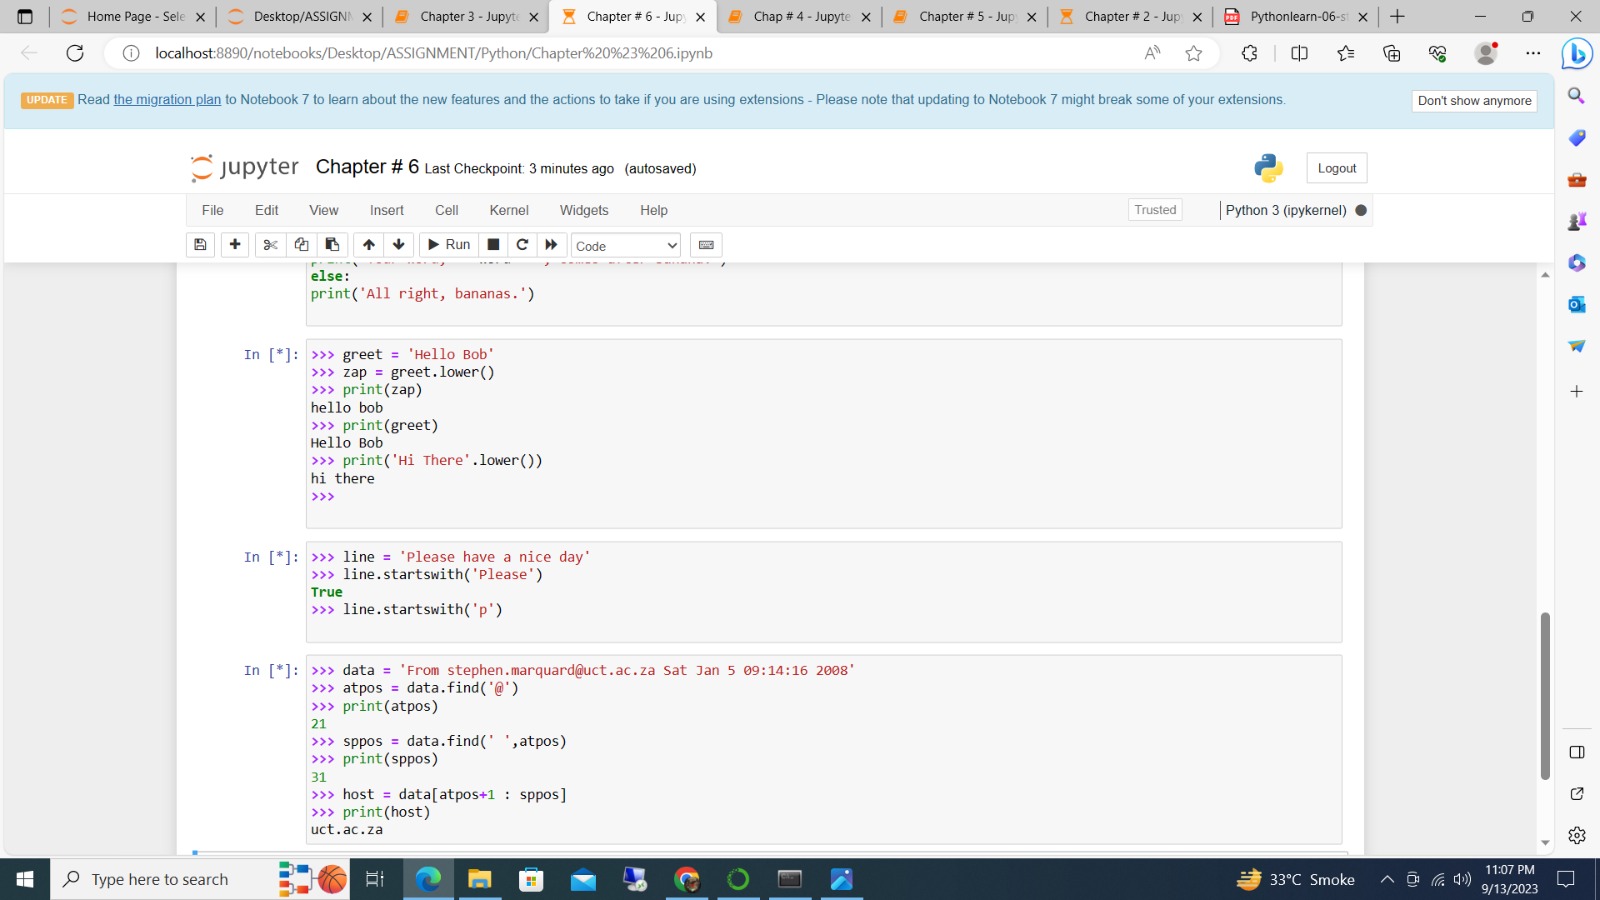 Home Page - Sele
Desktop/ASSIGNM
Chapter 3 - Jupyte
Chapter # 6 - Jup
Chap # 4 - Jupyte
Chapter # 5 - Jup
Chapter # 2 - Jup
Pythonlearn-06-s
localhost:8890/notebooks/Desktop/ASSIGNMENT/Python/Chapter%20%23%206.ipynb
UPDATE Read the migration plan to Notebook 7 to learn about the new features and the actions to take if you are using extensions - Please note that updating to Notebook 7 might break some of your extensions.
Don't show anymore
jupyter Chapter # 6 Last Checkpoint: 3 minutes ago (autosaved)
Logout
File Edit View Insert Cell Kernel Widgets Help
Trusted
Python 3 (ipykernel)
Run
Code
else:
print('All right, bananas.')
In [*]: >>> greet = 'Hello Bob'
>>> zap = greet.lower()
>>> print(zap)
hello bob
>>> print(greet)
Hello Bob
>>> print('Hi There'.lower())
hi there
>>>
In [*]: >>> line = 'Please have a nice day'
>>> line.startswith('Please')
True
>>> line.startswith('p')
In [*]: >>> data = 'From stephen.marquard@uct.ac.za Sat Jan 5 09:14:16 2008'
>>> atpos = data.find('@')
>>> print(atpos)
21
>>> sppos = data.find(' ',atpos)
>>> print(sppos)
31
>>> host = data[atpos+1 : sppos]
>>> print(host)
uct.ac.za
Type here to search
33°C Smoke
11:07 PM
9/13/2023